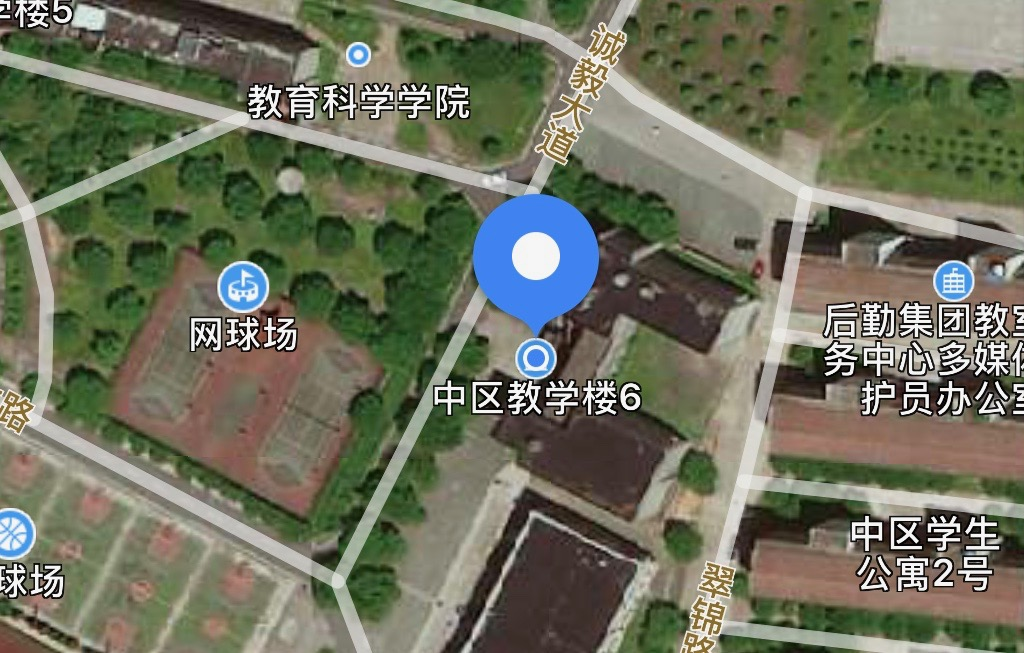 学楼5
诚毅大道
教育科学学院
网球场
后勤集团教室
务中心多媒体
护员办公室
中区教学楼6
路
球场
中区学生
公寓2号
翠锦路